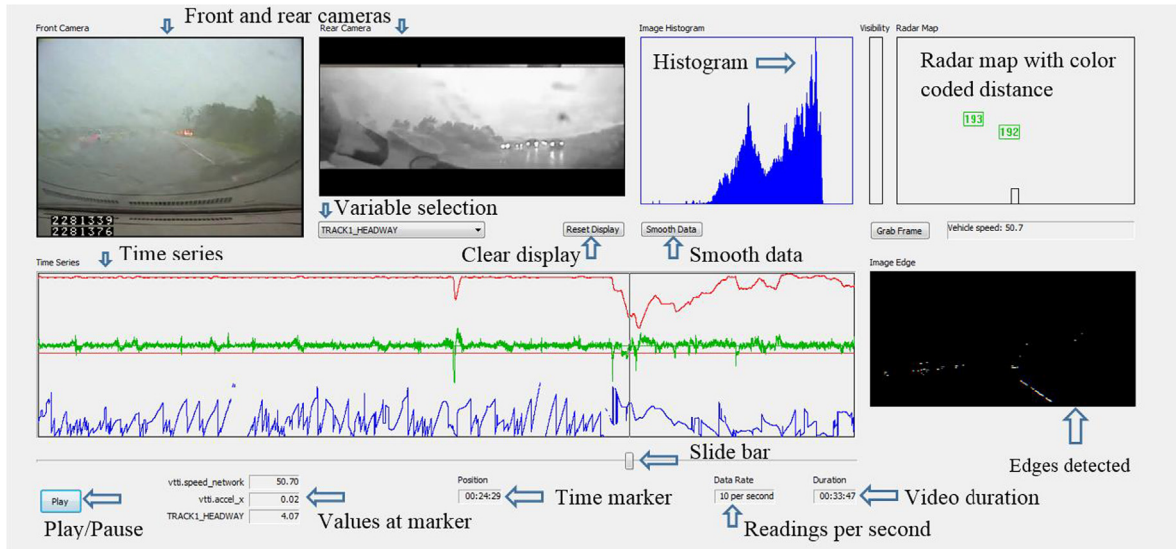 Front and rear cameras
Front Camera
Rear Camera
Image Histogram
Visibility
Radar Map
Histogram
Radar map with color
coded distance
193
192
2281339
2281376
Variable selection
TRACK1_HEADWAY
Reset Display
Smooth Data
Grab Frame
Vehicle speed: 50.7
Time series
Clear display
Smooth data
Time Series
Image Edge
Slide bar
Edges detected
Play
vtti.speed_network
50.70
vtti.accel_x
0.02
TRACK1_HEADWAY
4.07
Position
00:24:29
Data Rate
10 per second
Duration
00:33:47
Play/Pause
Values at marker
Time marker
Readings per second
Video duration